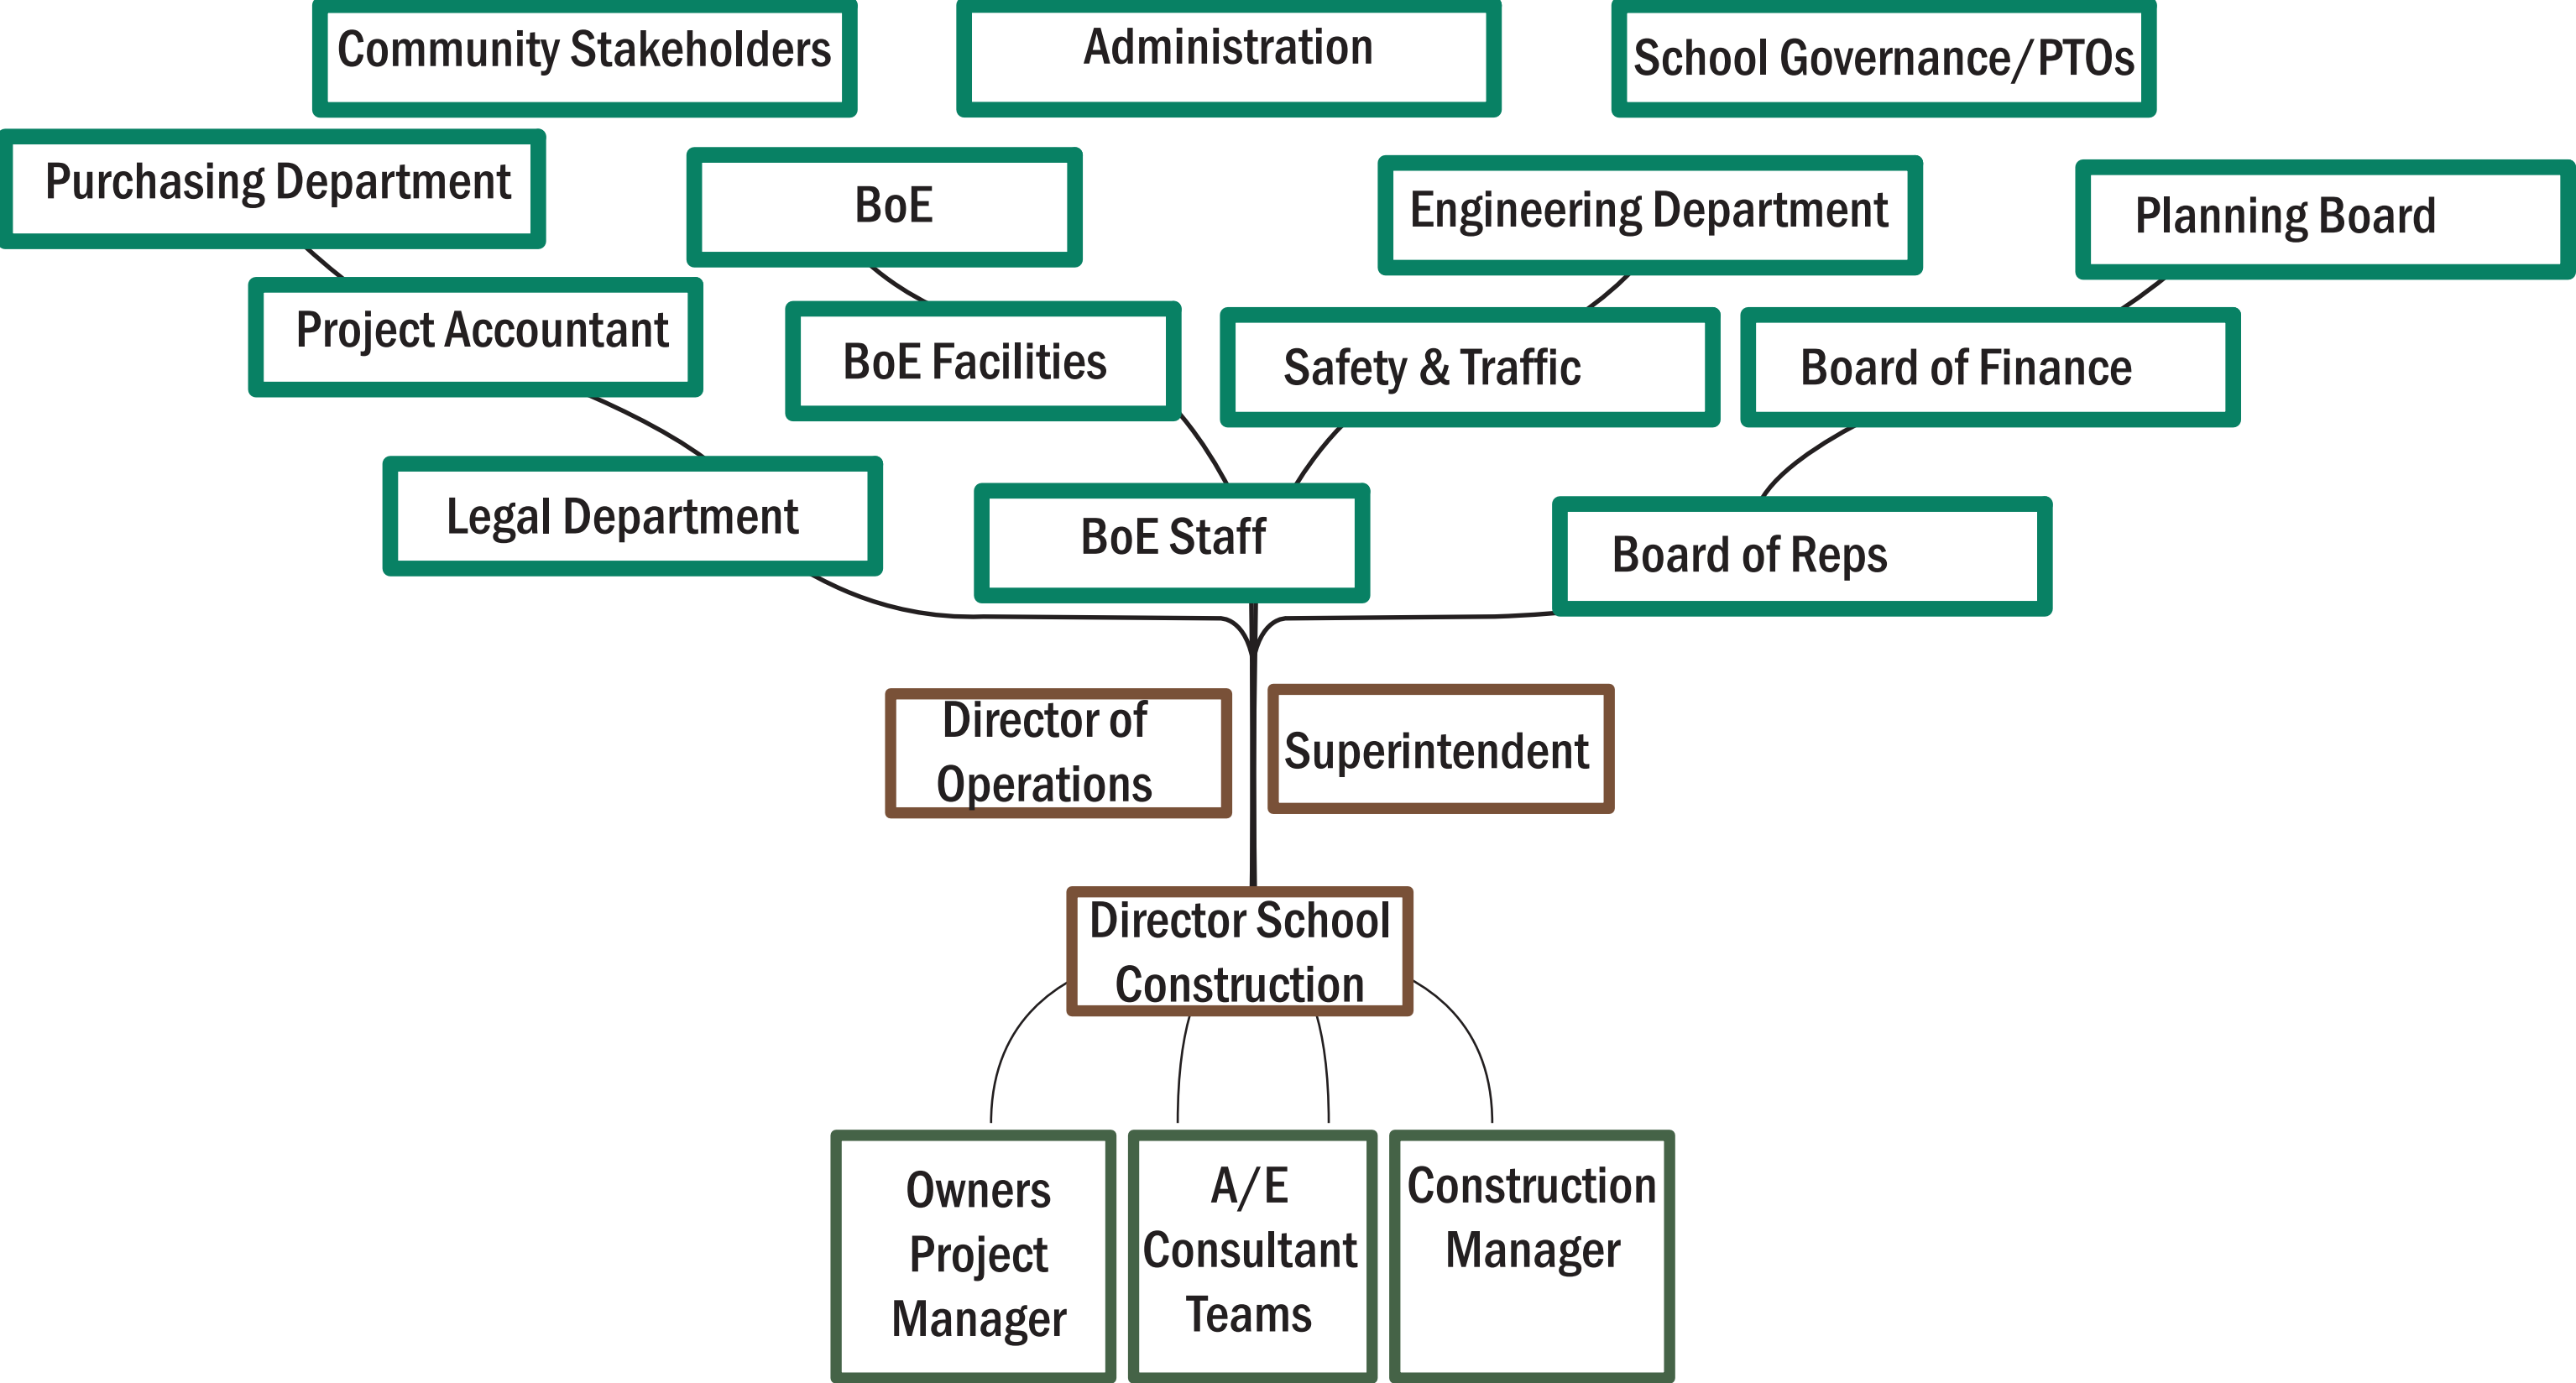 Community Stakeholders
Administration
School Governance/PTOs
Purchasing Department
BoE
Engineering Department
Planning Board
Project Accountant
BoE Facilities
Safety & Traffic
Board of Finance
Legal Department
BoE Staff
Board of Reps
Director of
Operations
Superintendent
Director School
Construction
Owners
Project
Manager
A/E
Consultant
Teams
Construction
Manager